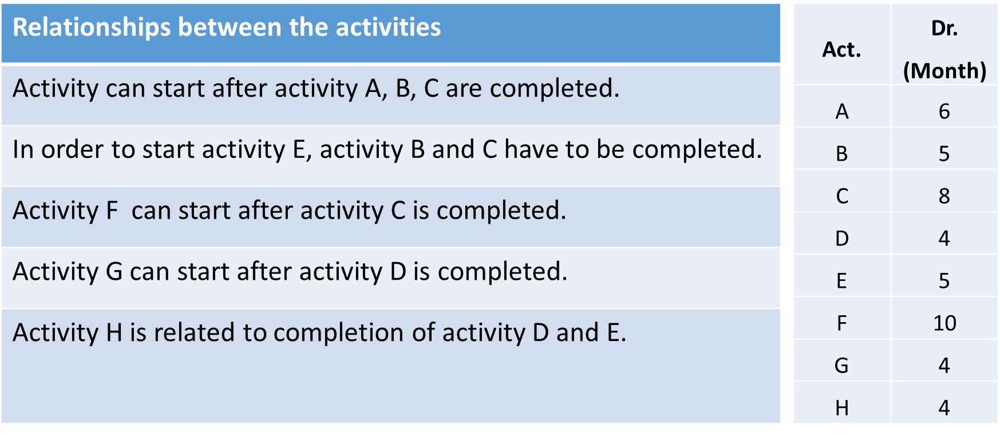 Relationships between the activities
Activity can start after activity A, B, C are completed.
In order to start activity E, activity B and C have to be completed.
Activity F  can start after activity C is completed.
Activity G can start after activity D is completed.
Activity H is related to completion of activity D and E.
Act. Dr.
(Month)
A 6
B 5
C 8
D 4
E 5
F 10
G 4
H 4